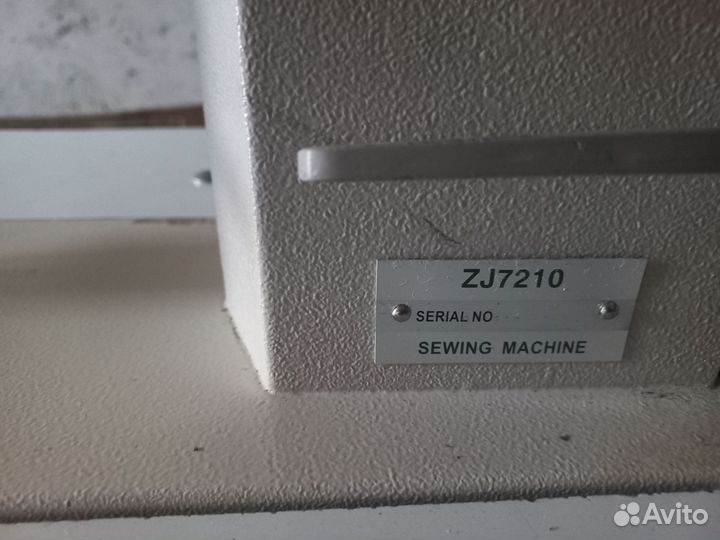 ZJ7210
SERIAL NO
SEWING MACHINE
Avito